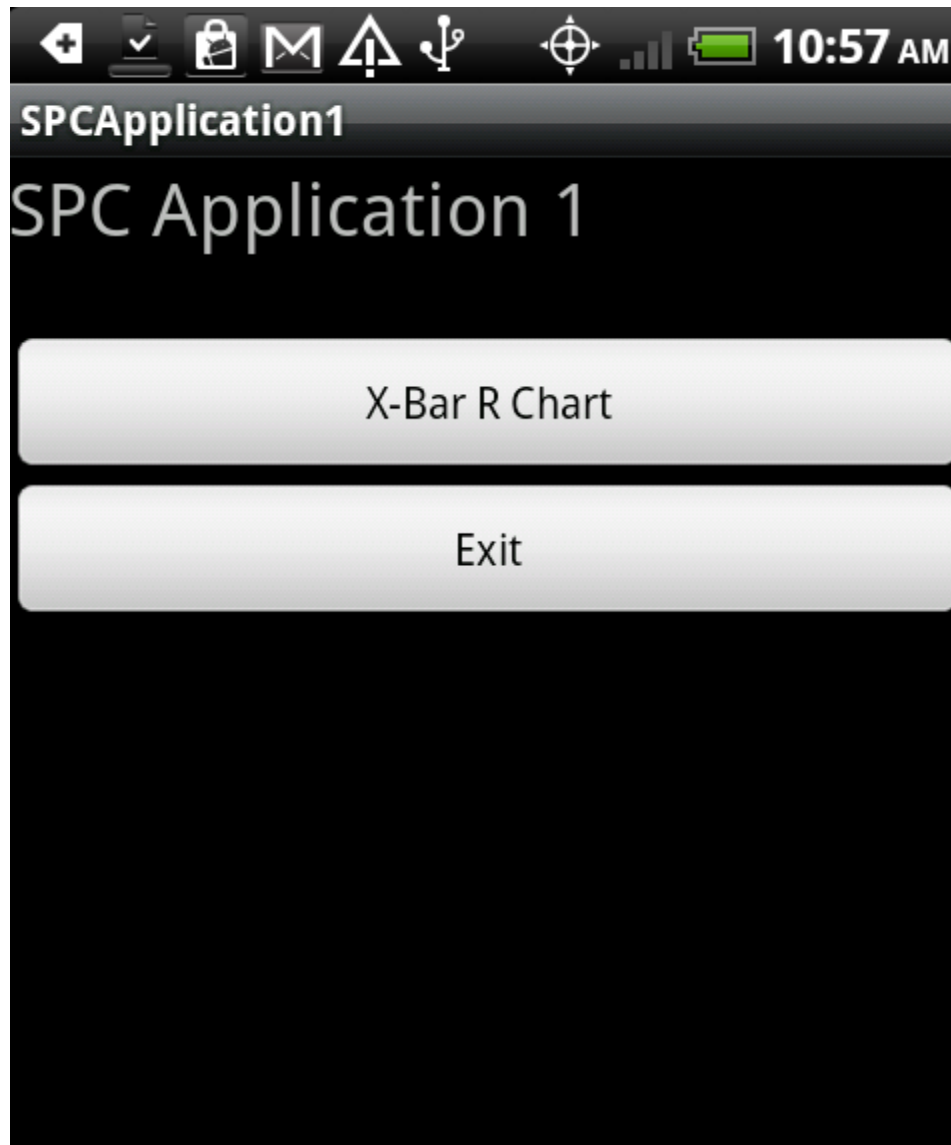 10:57 AM
SPCApplication1
SPC Application 1
X-Bar R Chart
Exit